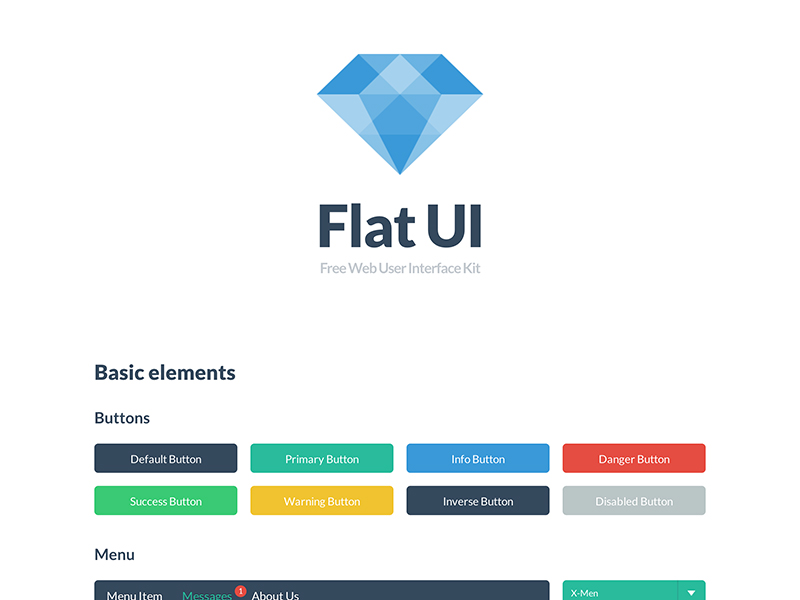 Flat UI
Free Web User Interface Kit
Basic elements
Buttons
Default Button Primary Button Info Button Danger Button
Success Button Warning Button Inverse Button Disabled Button
Menu
Menu Item Messages 1 About Us X-Men